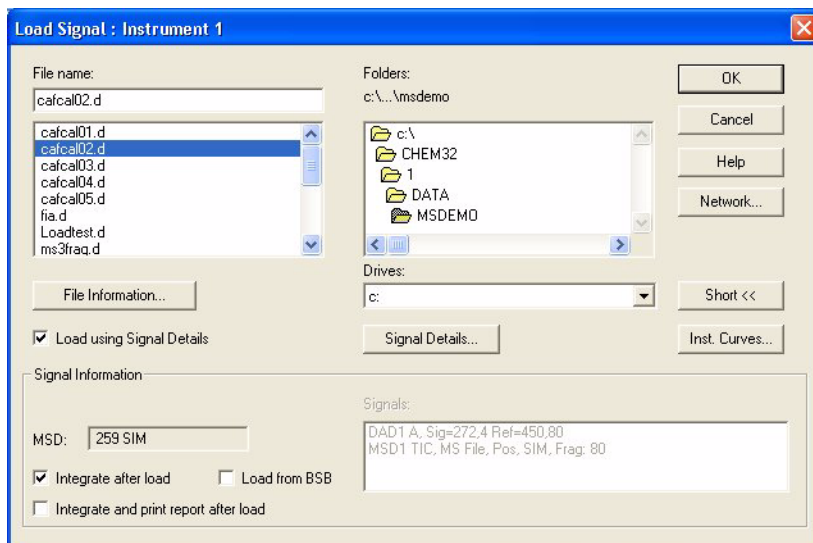 Load Signal : Instrument 1
File name:
cafcal02.d
cafcal01.d
cafcal02.d
cafcal03.d
cafcal04.d
cafcal05.d
fia.d
Loadtest.d
ms3frag.d
File Information...
Load using Signal Details
Folders:
c:\...\msdemo
c:\
CHEM32
1
DATA
MSDEMO
Drives:
c:
Signal Details...
OK
Cancel
Help
Network...
Short <<
Inst. Curves...
Signal Information
MSD: 259 SIM
Integrate after load
Load from BSB
Integrate and print report after load
Signals:
DAD1 A, Sig=272,4 Ref=450,80
MSD1 TIC, MS File, Pos, SIM, Frag: 80